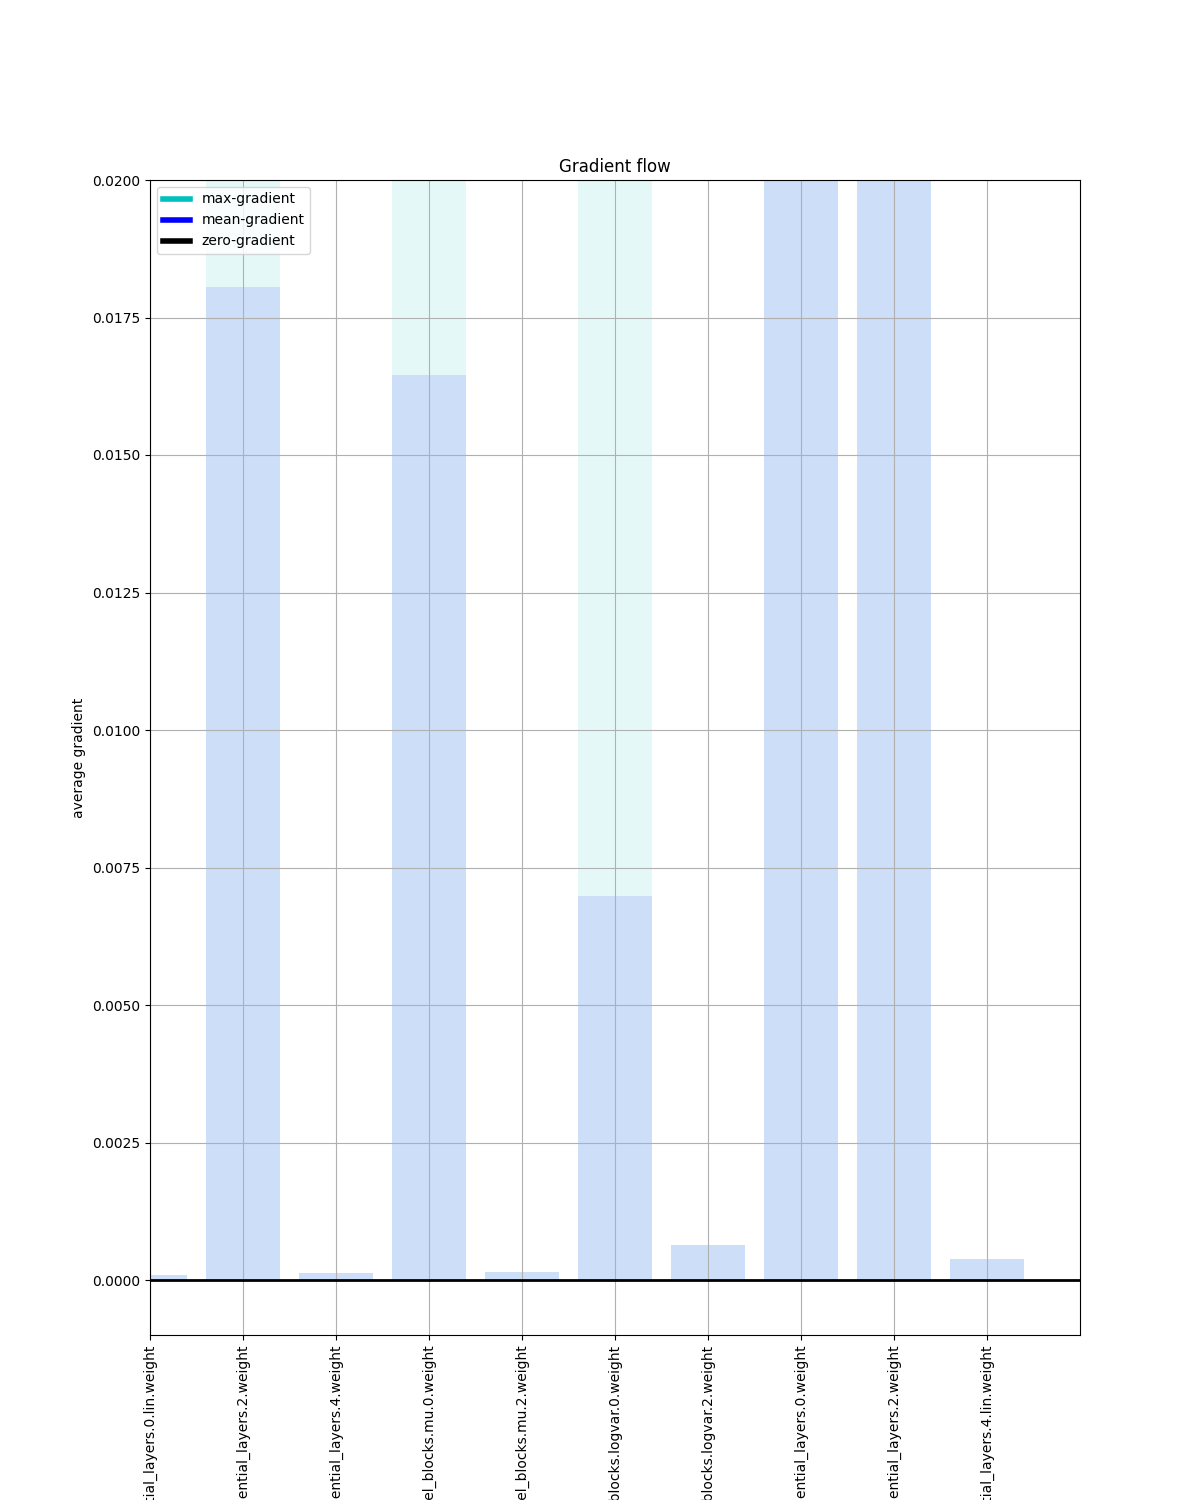 Gradient flow
max-gradient
mean-gradient
zero-gradient
0.0200
0.0175
0.0150
0.0125
0.0100
0.0075
0.0050
0.0025
0.0000
average gradient
tial_layers.0.lin.weight
ential_layers.2.weight
ential_layers.4.weight
el_blocks.mu.0.weight
el_blocks.mu.2.weight
blocks.logvar.0.weight
blocks.logvar.2.weight
ential_layers.0.weight
ential_layers.2.weight
tial_layers.4.lin.weight